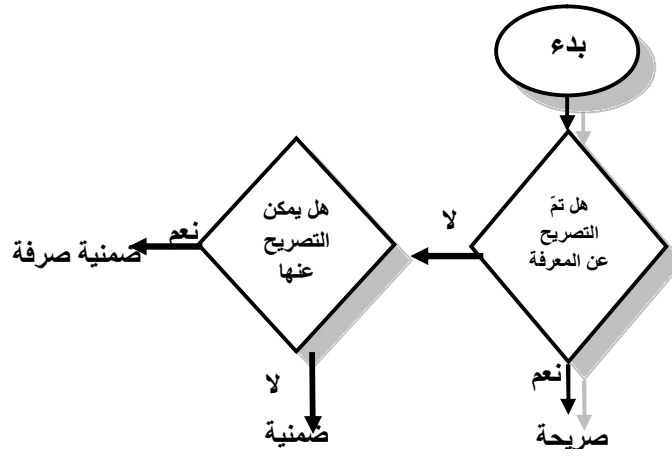 بدء
هل تمّ
التصريح
عن المعرفة
لا
نعم
صريحة
هل يمكن
التصريح
عنها
نعم
ضمنية صرفة
لا
ضمنية